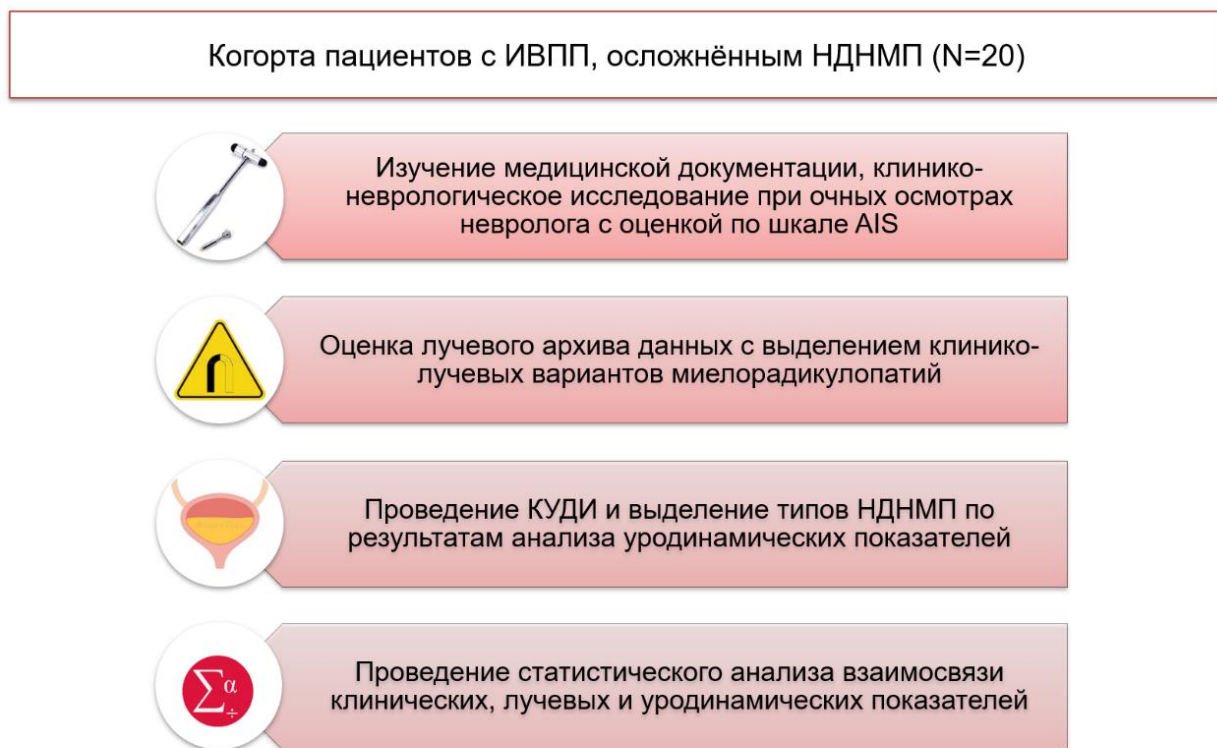 Когорта пациентов с ИВПП, осложнённым НДНМП (N=20)
Изучение медицинской документации, клинико-
неврологическое исследование при очных осмотрах
невролога с оценкой по шкале AIS
Оценка лучевого архива данных с выделением клинико-
лучевых вариантов миелорадикулопатий
Проведение КУДИ и выделение типов НДНМП по
результатам анализа уродинамических показателей
Σ α ÷
Проведение статистического анализа взаимосвязи
клинических, лучевых и уродинамических показателей